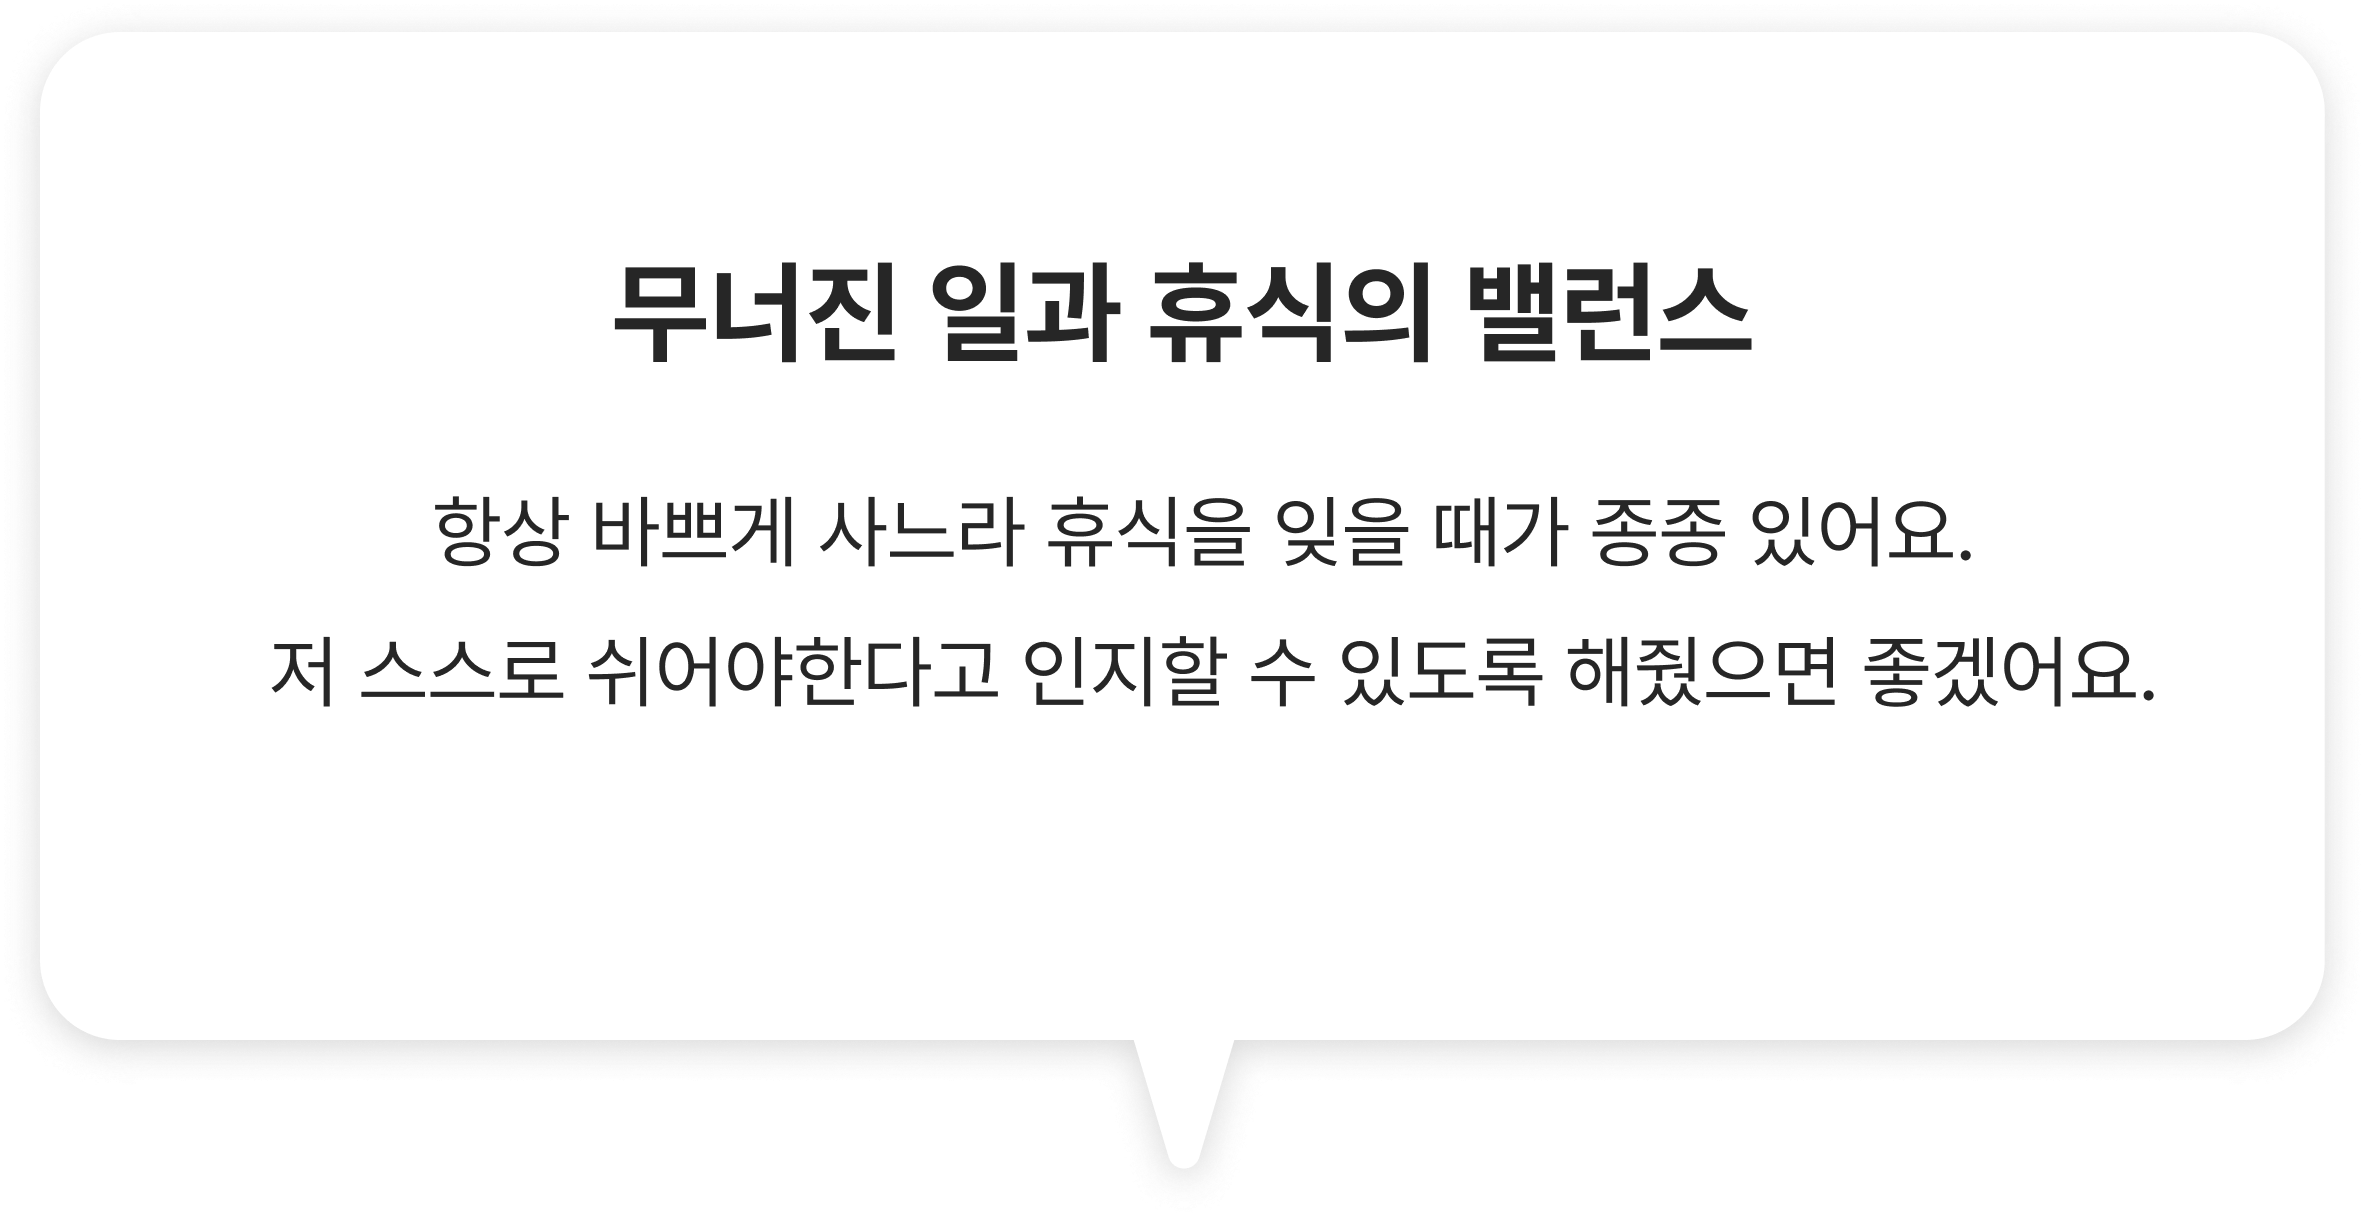 무너진 일과 휴식의 밸런스
항상 바쁘게 사느라 휴식을 잊을 때가 종종 있어요.
저 스스로 쉬어야한다고 인지할 수 있도록 해줬으면 좋겠어요.